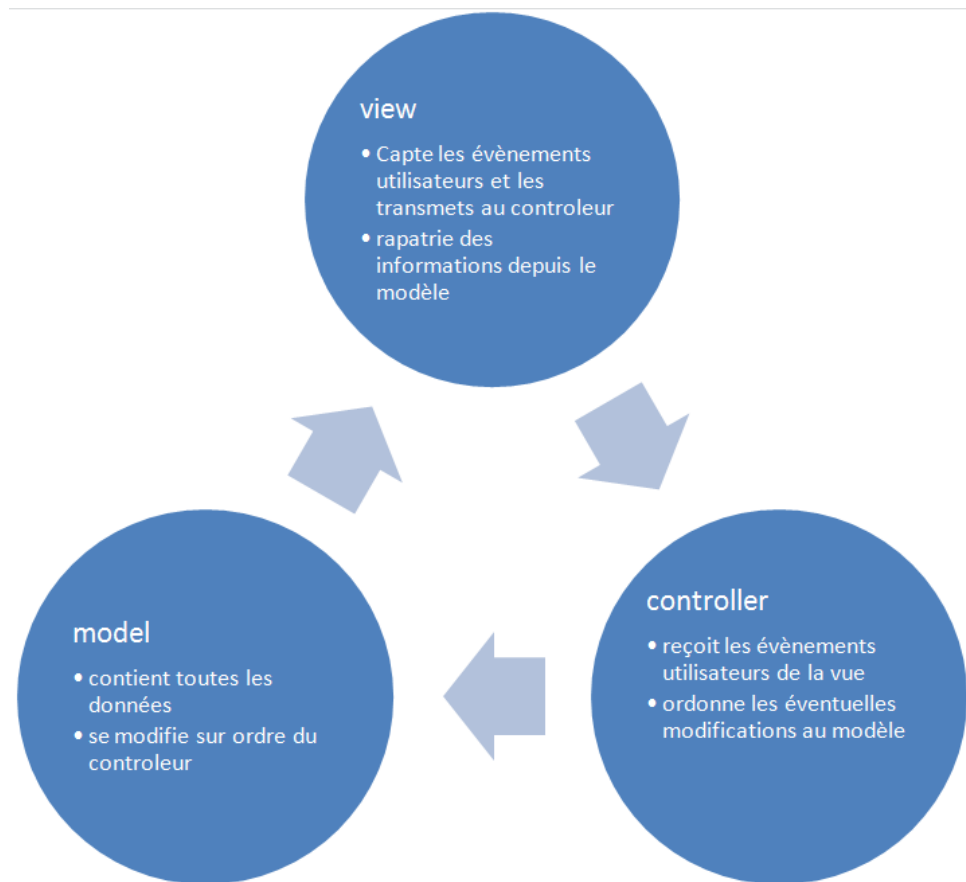 view
• Capte les évènements
utilisateurs et les
transmets au controleur
• rapatrie des
informations depuis le
modèle
controller
• reçoit les évènements
utilisateurs de la vue
• ordonne les éventuelles
modifications au modèle
model
• contient toutes les
données
• se modifie sur ordre du
controleur